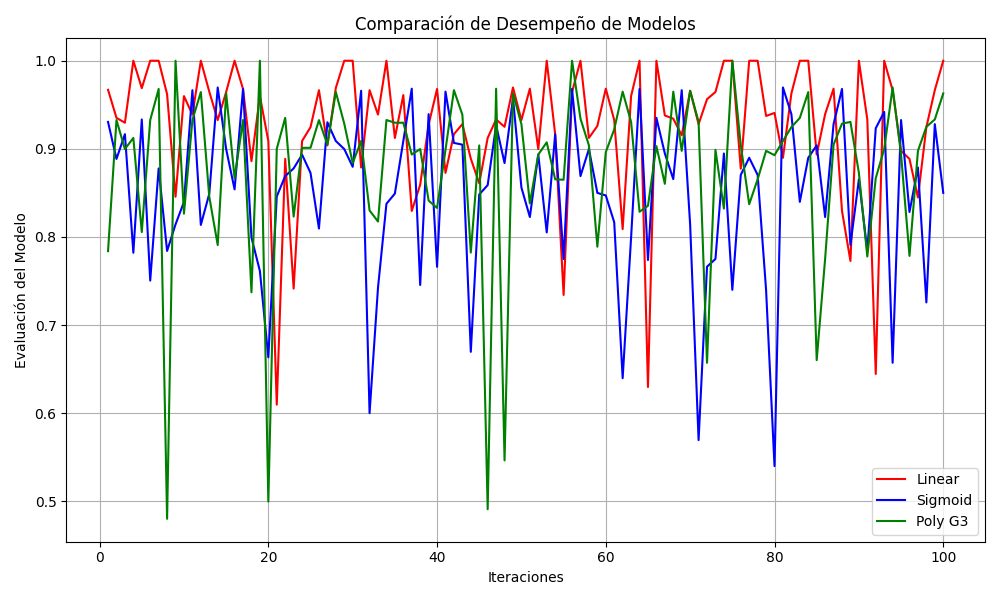 Comparación de Desempeño de Modelos
Evaluación del Modelo
1.0
0.9
0.8
0.7
0.6
0.5
0
20
40
60
80
100
Iteraciones
Linear
Sigmoid
Poly G3